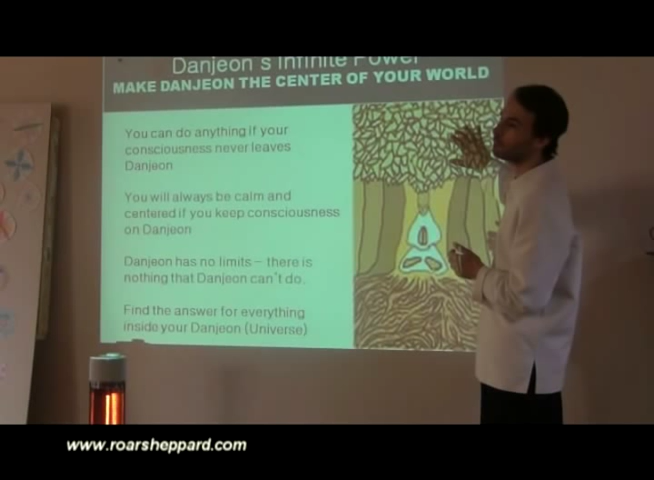 Danjeon's Infinite Power
MAKE DANJEON THE CENTER OF YOUR WORLD
You can do anything if your
consciousness never leaves
Danjeon
You will always be calm and
centered if you keep consciousness
on Danjeon
Danjeon has no limits – there is
nothing that Danjeon can't do.
Find the answer for everything
inside your Danjeon (Universe)
www.roarsheppard.com